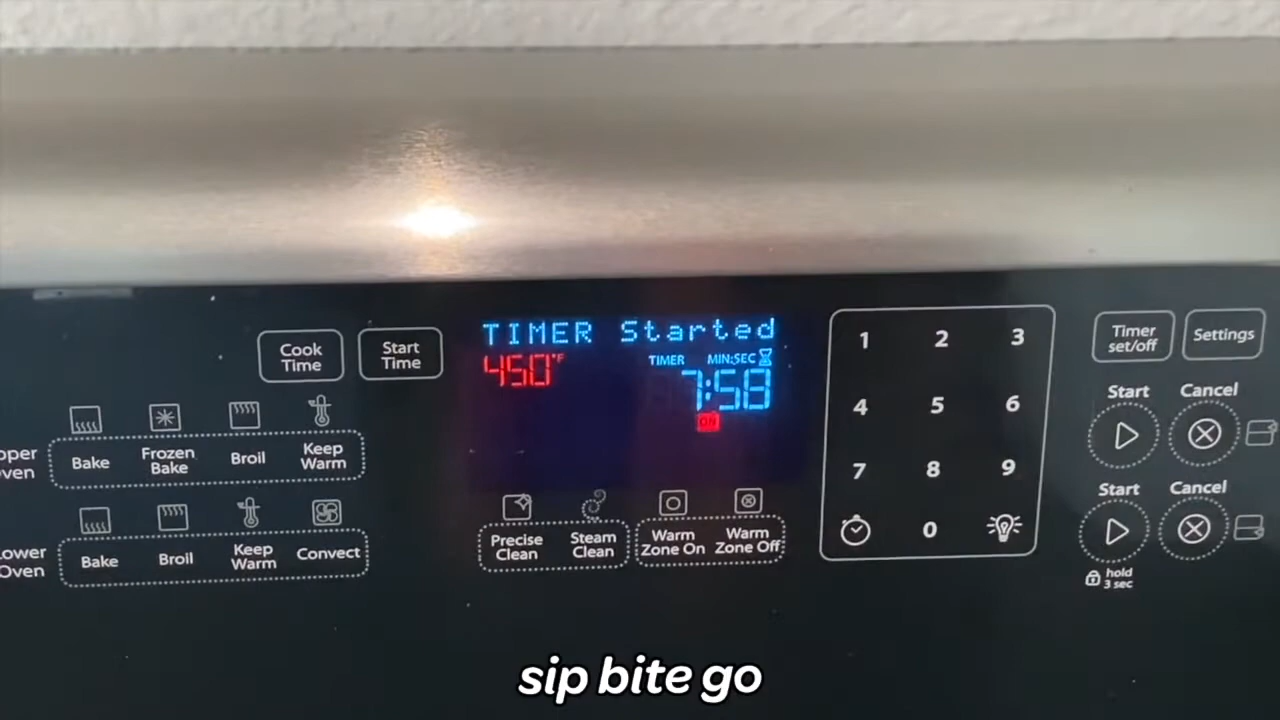 TIMER Started
450°F
TIMER MIN:SEC
7:58
ON
Cook
Time
Start
Time
Bake
Frozen
Bake
Broil
Keep
Warm
Bake
Broil
Keep
Warm
Convect
Oven
Precise
Clean
Steam
Clean
Warm
Zone On
Warm
Zone Off
1 2 3
4 5 6
7 8 9
0
Timer
set/off
Settings
Start
Cancel
Start
Cancel
hold
3 sec
sip bite go